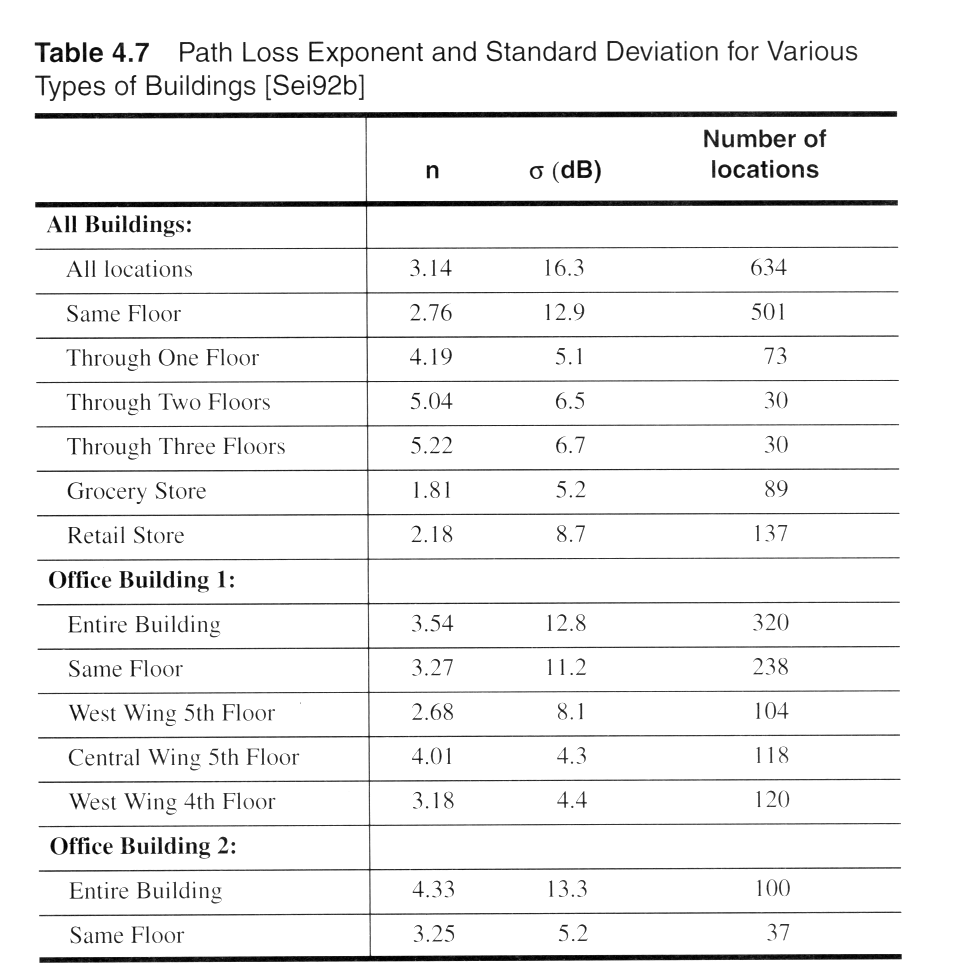 Table 4.7 Path Loss Exponent and Standard Deviation for Various
Types of Buildings [Sei92b]
n σ (dB) Number of locations
All Buildings:
All locations 3.14 16.3 634
Same Floor 2.76 12.9 501
Through One Floor 4.19 5.1 73
Through Two Floors 5.04 6.5 30
Through Three Floors 5.22 6.7 30
Grocery Store 1.81 5.2 89
Retail Store 2.18 8.7 137
Office Building 1:
Entire Building 3.54 12.8 320
Same Floor 3.27 11.2 238
West Wing 5th Floor 2.68 8.1 104
Central Wing 5th Floor 4.01 4.3 118
West Wing 4th Floor 3.18 4.4 120
Office Building 2:
Entire Building 4.33 13.3 100
Same Floor 3.25 5.2 37